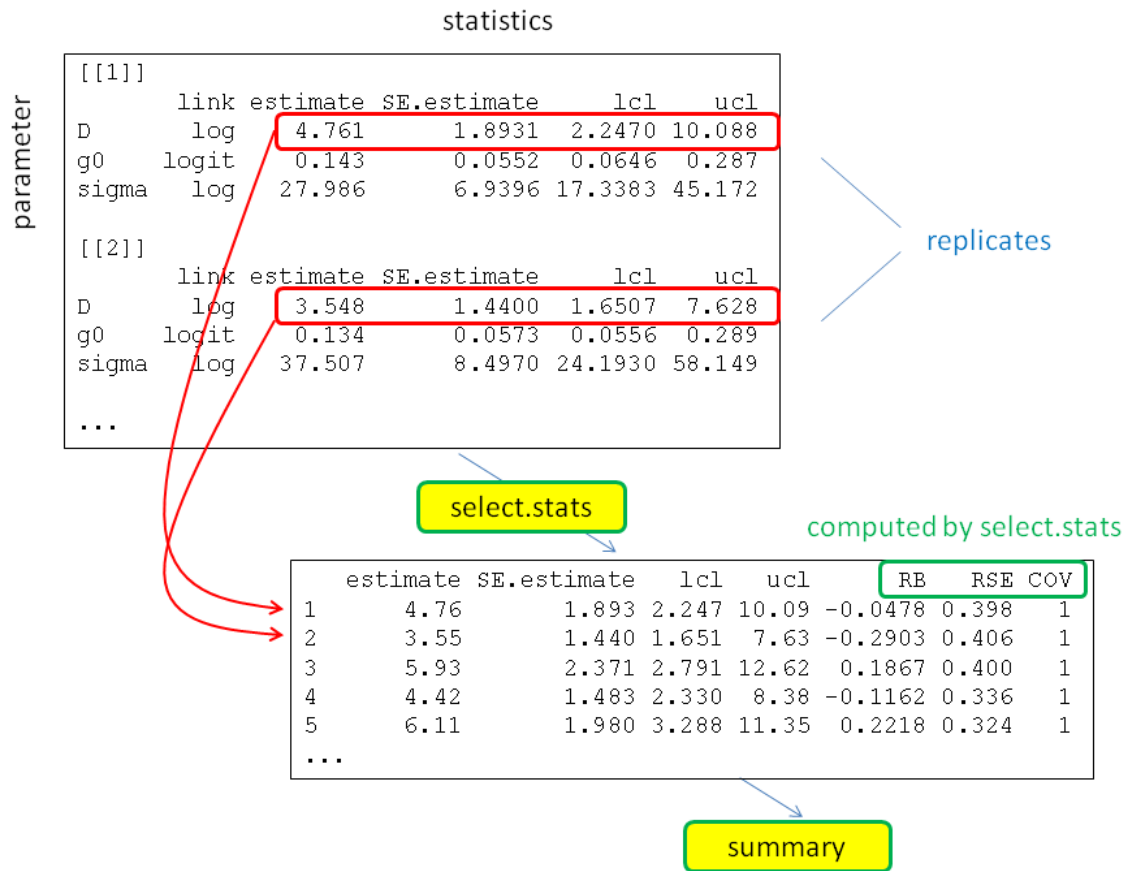 statistics
parameter
[[1]]
link estimate SE.estimate lcl ucl
D log 4.761 1.8931 2.2470 10.088
g0 logit 0.143 0.0552 0.0646 0.287
sigma log 27.986 6.9396 17.3383 45.172
replicates
[[2]]
link estimate SE.estimate lcl ucl
D log 3.548 1.4400 1.6507 7.628
g0 logit 0.134 0.0573 0.0556 0.289
sigma log 37.507 8.4970 24.1930 58.149
...
select.stats
computed by select.stats
estimate SE.estimate lcl ucl RB RSE COV
1 4.76 1.893 2.247 10.09 -0.0478 0.398 1
2 3.55 1.440 1.651 7.63 -0.2903 0.406 1
3 5.93 2.371 2.791 12.62 0.1867 0.400 1
4 4.42 1.483 2.330 8.38 -0.1162 0.336 1
5 6.11 1.980 3.288 11.35 0.2218 0.324 1
...
summary